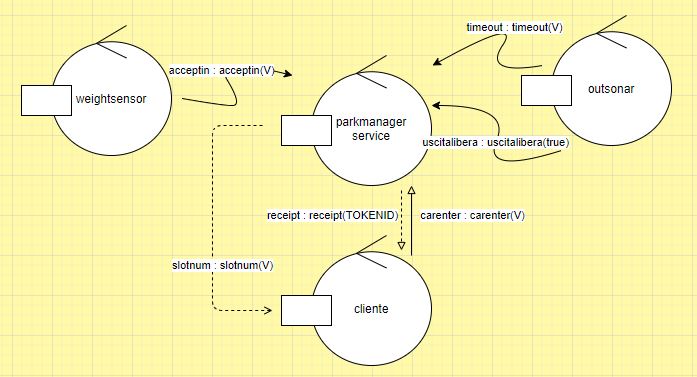 timeout : timeout(V)
acceptin : acceptin(V)
weightsensor
outsonar
parkmanager
service
uscitalibera : uscitalibera(true)
receipt : receipt(TOKENID)
carenter : carenter(V)
slotnum : slotnum(V)
cliente